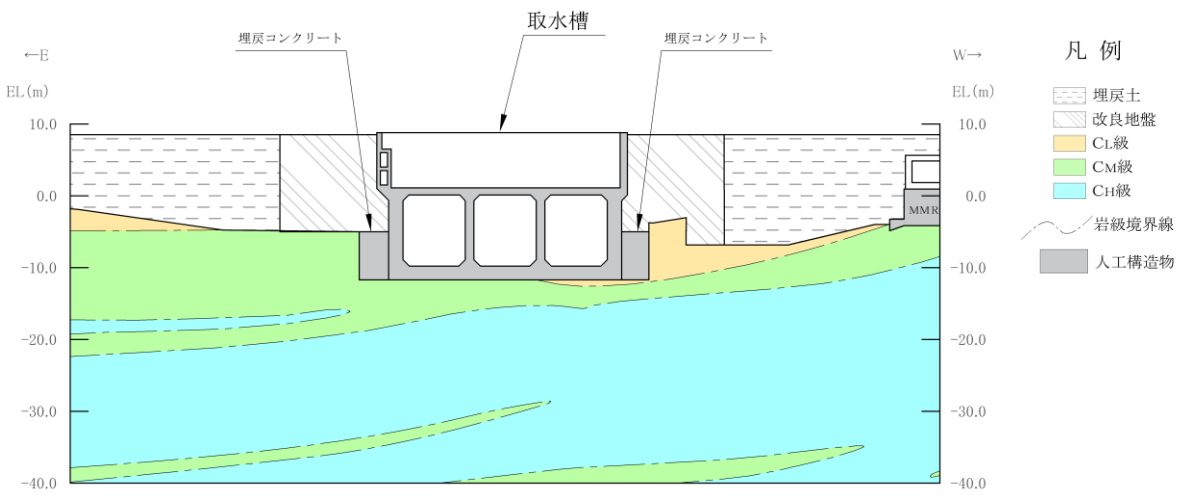 取水槽
埋戻コンクリート
埋戻コンクリート
←E
W→
EL(m)
EL(m)
10.0
0.0
-10.0
-20.0
-30.0
-40.0
10.0
0.0
-10.0
-20.0
-30.0
-40.0
MMR
凡 例
埋戻土
改良地盤
CL級
CM級
CH級
岩級境界線
人工構造物